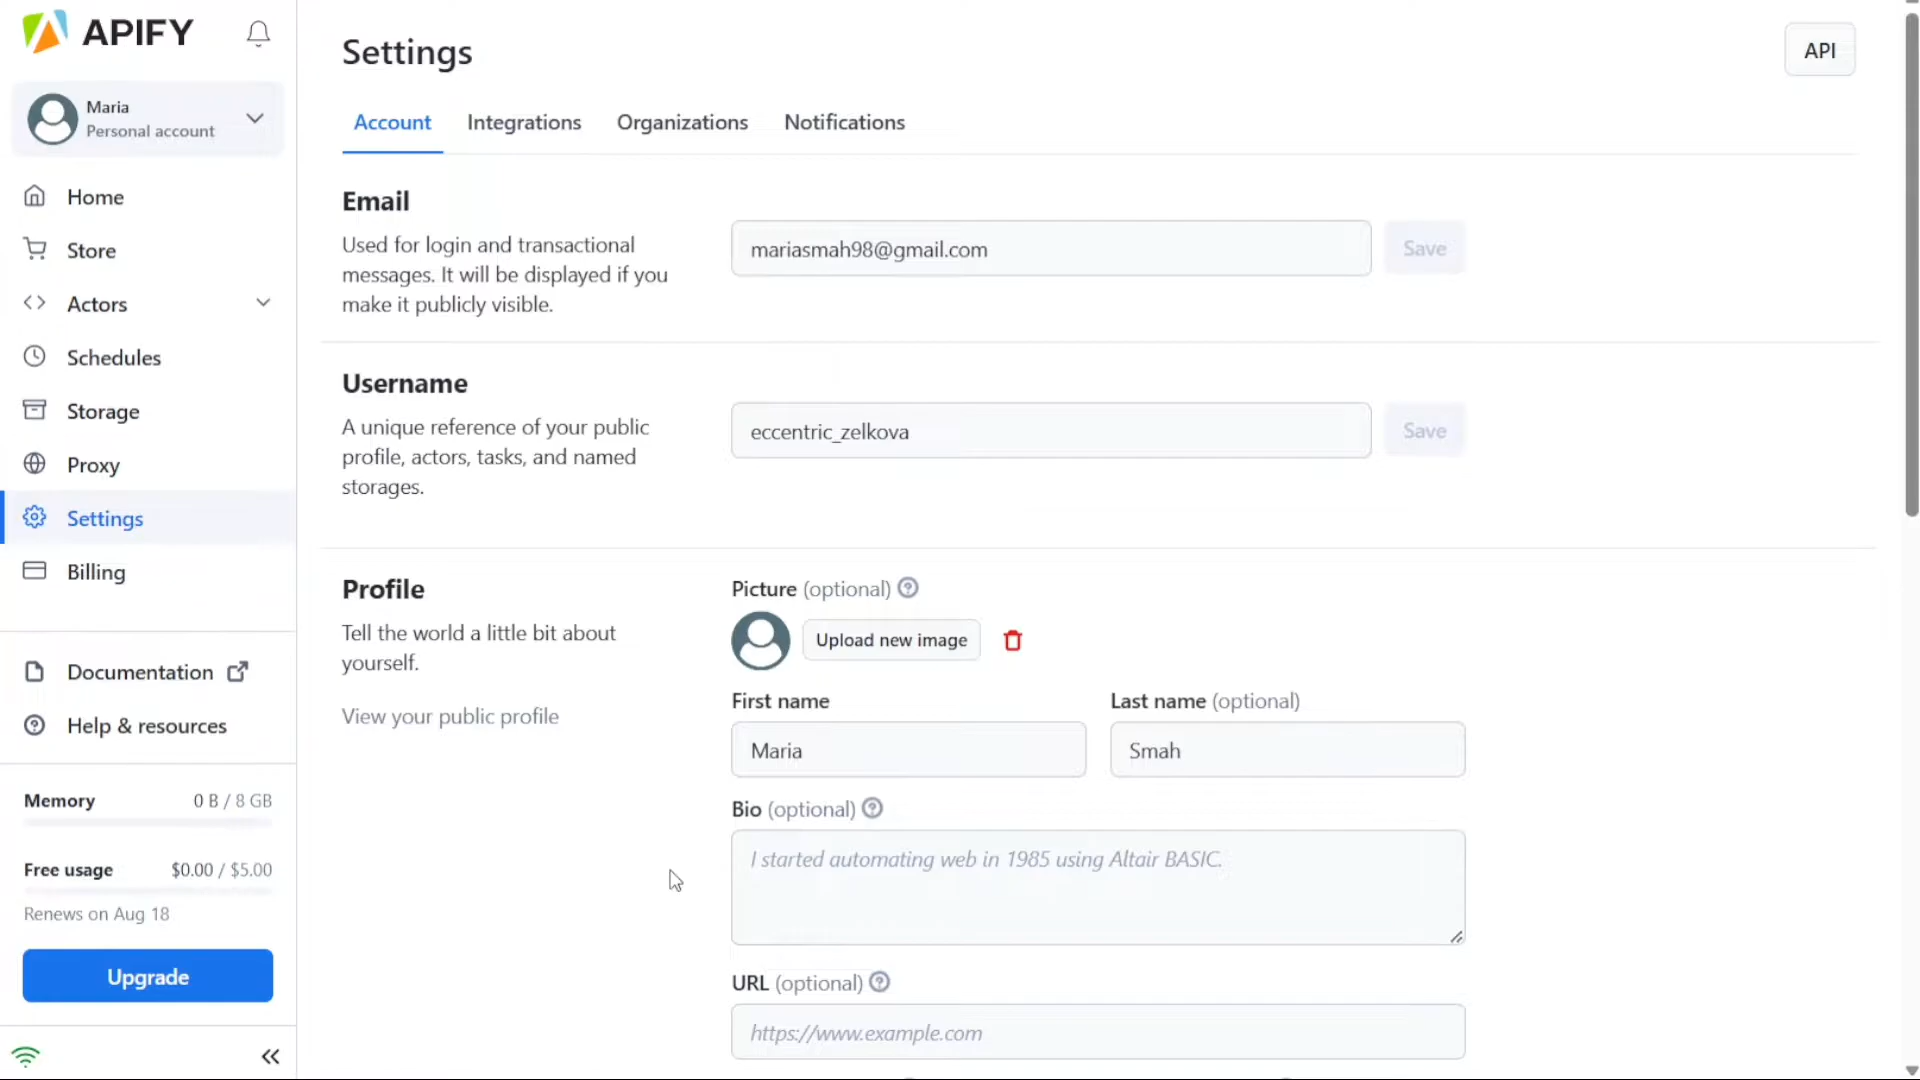 APIFY
Maria
Personal account
Home
Store
Actors
Schedules
Storage
Proxy
Settings
Billing
Documentation
Help & resources
Memory 0 B / 8 GB
Free usage $0.00 / $5.00
Renews on Aug 18
Upgrade
Settings
API
Account Integrations Organizations Notifications
Email
Used for login and transactional
messages. It will be displayed if you
make it publicly visible.
mariasmah98@gmail.com
Save
Username
A unique reference of your public
profile, actors, tasks, and named
storages.
eccentric_zelkova
Save
Profile
Tell the world a little bit about
yourself.
View your public profile
Picture (optional)
Upload new image
First name
Maria
Last name (optional)
Smah
Bio (optional)
I started automating web in 1985 using Altair BASIC.
URL (optional)
https://www.example.com